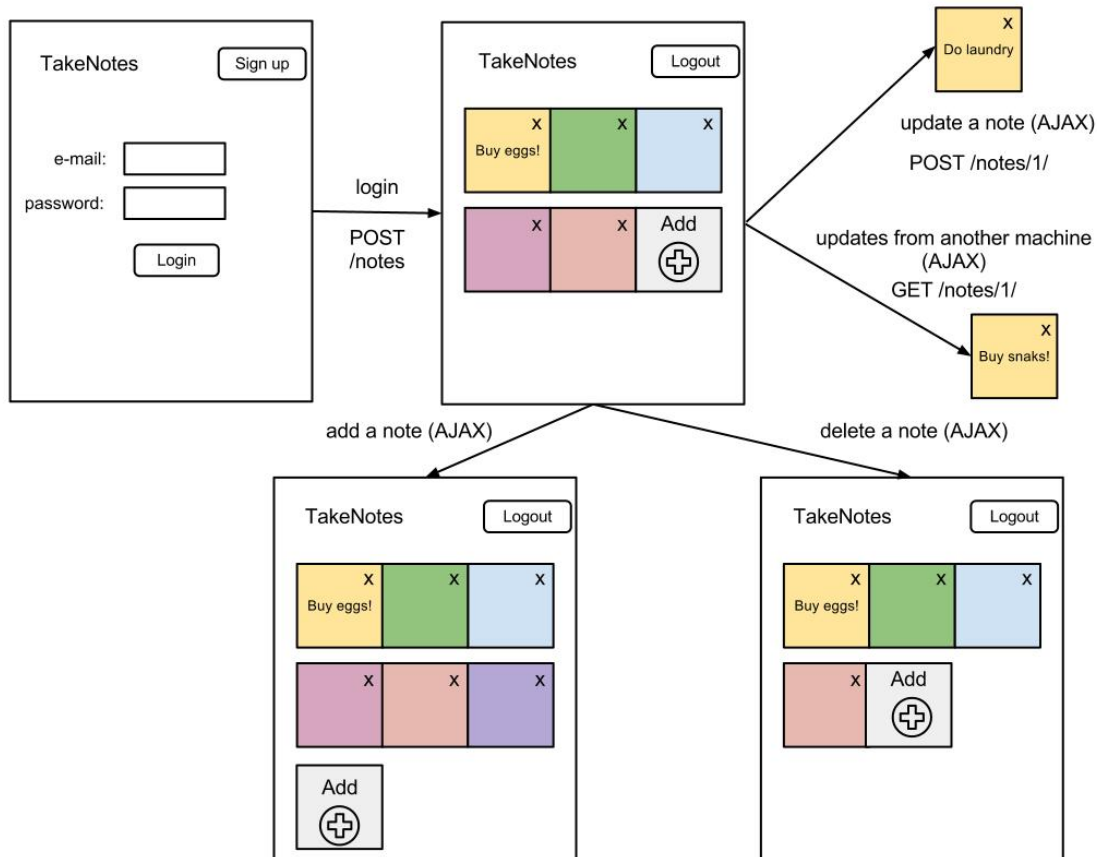 TakeNotes
Sign up
e-mail:
password:
Login
login
POST
/notes
TakeNotes
Logout
x
x
x
Buy eggs!
x
x
Add
x
Do laundry
update a note (AJAX)
POST /notes/1/
updates from another machine
(AJAX)
GET /notes/1/
x
Buy snaks!
add a note (AJAX)
TakeNotes
Logout
x
x
x
Buy eggs!
x
x
x
Add
delete a note (AJAX)
TakeNotes
Logout
x
x
x
Buy eggs!
x
Add